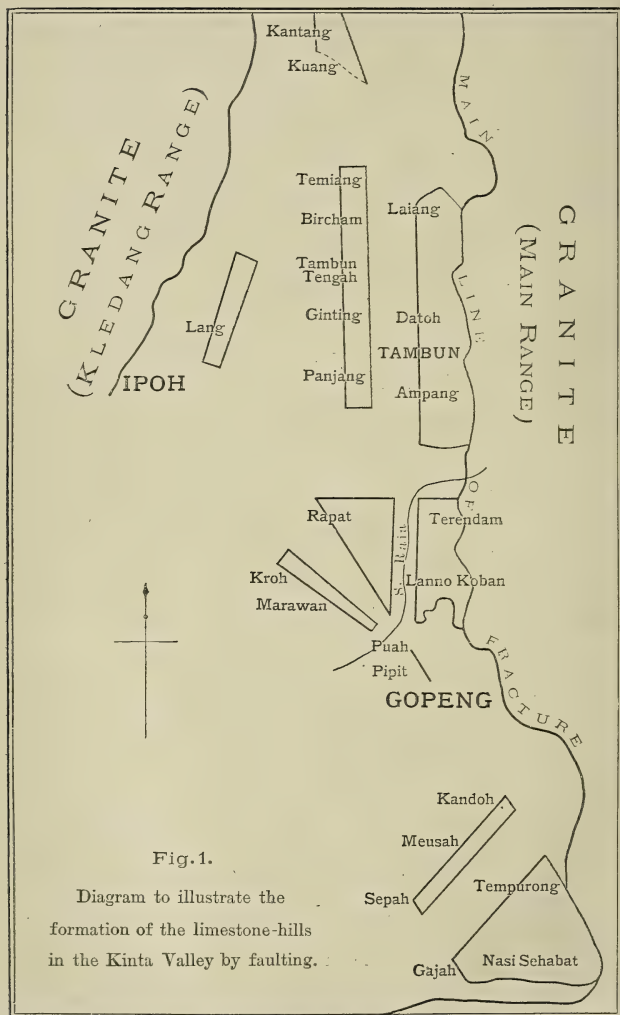 Kantang
Kuang
GRANITE
(KLEDANG RANGE)
MAIN LINE OF FRACTURE
GRANITE
(MAIN RANGE)
Temiang
Bircham
Tambun
Tengah
Ginting
Panjang
Laiang
Datoh
TAMBUN
Ampang
Lang
IPOH
Rapat
S. Raia
Terendam
Kroh
Marawan
Lanno Koban
Puah
Pipit
GOPENG
Kandoh
Meusah
Sepah
Tempurong
Gajah
Nasi Sehabat
Fig.1.
Diagram to illustrate the
formation of the limestone-hills
in the Kinta Valley by faulting.